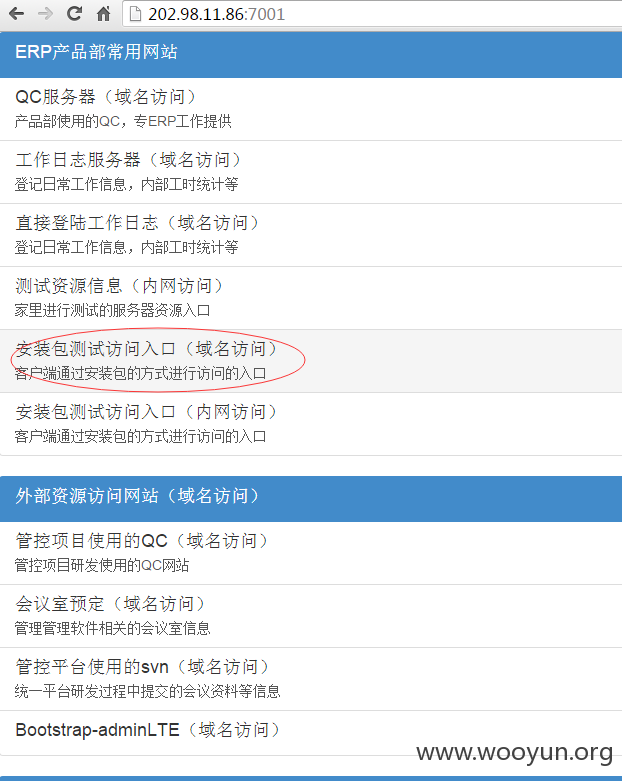 202.98.11.86:7001
ERP产品部常用网站
QC服务器（域名访问）
产品部使用的QC，专ERP工作提供
工作日志服务器（域名访问）
登记日常工作信息，内部工时统计等
直接登陆工作日志（域名访问）
登记日常工作信息，内部工时统计等
测试资源信息（内网访问）
家里进行测试的服务器资源入口
安装包测试访问入口（域名访问）
客户端通过安装包的方式进行访问的入口
安装包测试访问入口（内网访问）
客户端通过安装包的方式进行访问的入口
外部资源访问网站（域名访问）
管控项目使用的QC（域名访问）
管控项目研发使用的QC网站
会议室预定（域名访问）
管理管理软件相关的会议室信息
管控平台使用的svn（域名访问）
统一平台研发过程中提交的会议资料等信息
Bootstrap-adminLTE（域名访问）
www.wooyun.org